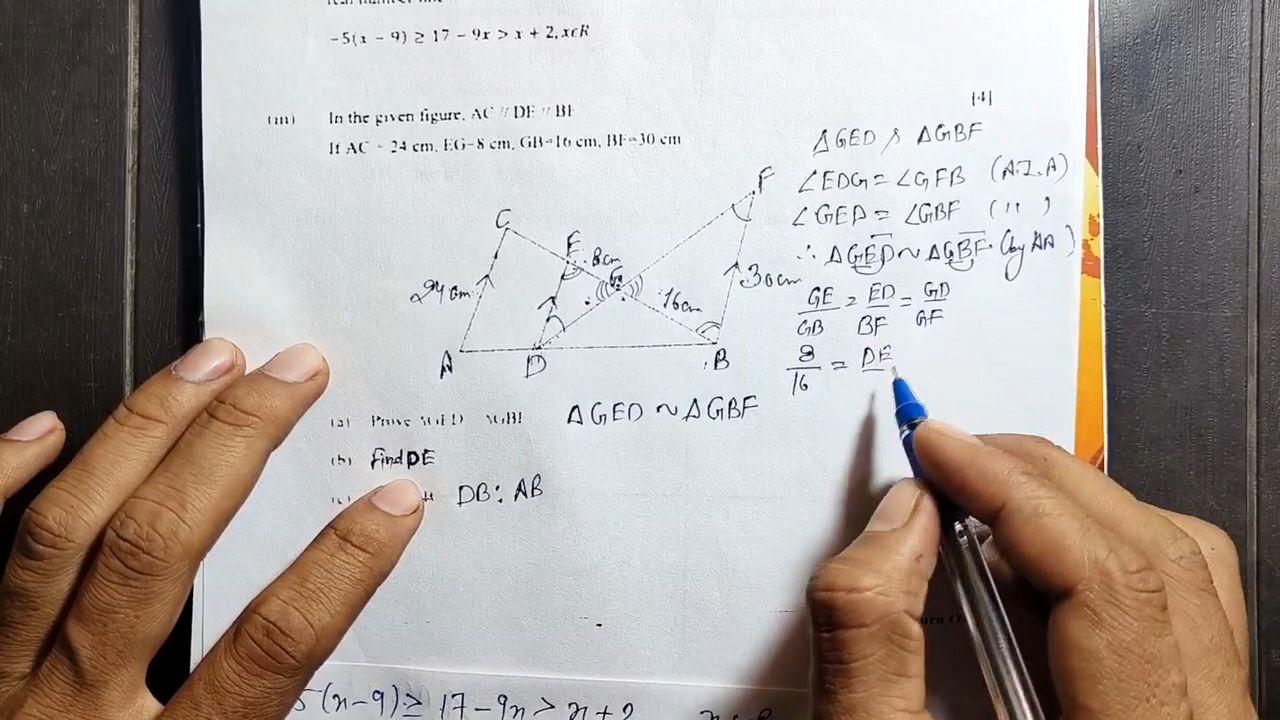 -5(x - 9) ≥ 17 - 9x > x + 2, xϵR
[4]
(iii) In the given figure, AC // DE // BF
If AC = 24 cm, EG=8 cm, GB=16 cm, BF=30 cm
C
E
F
8cm
G
24cm
16cm
30cm
A
D
B
ΔGED & ΔGBF
∠EDG = ∠GFB (A.I.A)
∠GED = ∠GBF ( '' )
∴ ΔGED ~ ΔGBF (by AA)
GE/GB = ED/BF = GD/GF
8/16 = DE
(a) Prove ΔGED ~ ΔGBF
(b) Find DE
DB : AB
5(x-9) ≥ 17 - 9x > x + 2